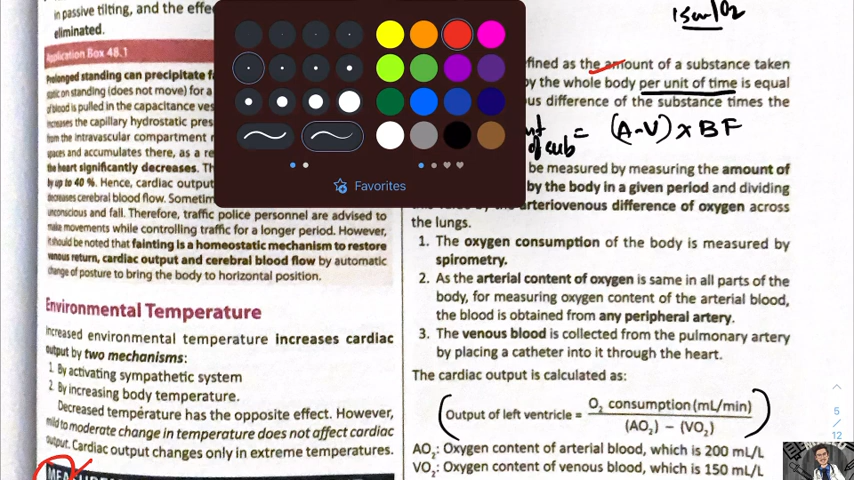 in passive tilting, and the effe
eliminated.
Application Box 48.1
Prolonged standing can precipitate fa
static on standing (does not move) for a
of blood is pulled in the capacitance ves
increases the capillary hydrostatic pres
from the intravascular compartment
spaces and accumulates there, as a re
the heart significantly decreases. Th
by up to 40 %. Hence, cardiac output
decreases cerebral blood flow. Sometim
unconscious and fall. Therefore, traffic police personnel are advised to
make movements while controlling traffic for a longer period. However,
it should be noted that fainting is a homeostatic mechanism to restore
venous return, cardiac output and cerebral blood flow by automatic
change of posture to bring the body to horizontal position.
Environmental Temperature
Increased environmental temperature increases cardiac
output by two mechanisms:
1. By activating sympathetic system
2. By increasing body temperature.
Decreased temperature has the opposite effect. However,
mild to moderate change in temperature does not affect cardiac
output. Cardiac output changes only in extreme temperatures.
Favorites
fined as the amount of a substance taken
by the whole body per unit of time is equal
us difference of the substance times the
of sub = (A-V) x BF
be measured by measuring the amount of
by the body in a given period and dividing
arteriovenous difference of oxygen across
the lungs.
1. The oxygen consumption of the body is measured by
spirometry.
2. As the arterial content of oxygen is same in all parts of the
body, for measuring oxygen content of the arterial blood,
the blood is obtained from any peripheral artery.
3. The venous blood is collected from the pulmonary artery
by placing a catheter into it through the heart.
The cardiac output is calculated as:
Output of left ventricle = O2 consumption (mL/min)
(AO2) − (VO2)
AO2: Oxygen content of arterial blood, which is 200 mL/L
VO2: Oxygen content of venous blood, which is 150 mL/L
5
/
12